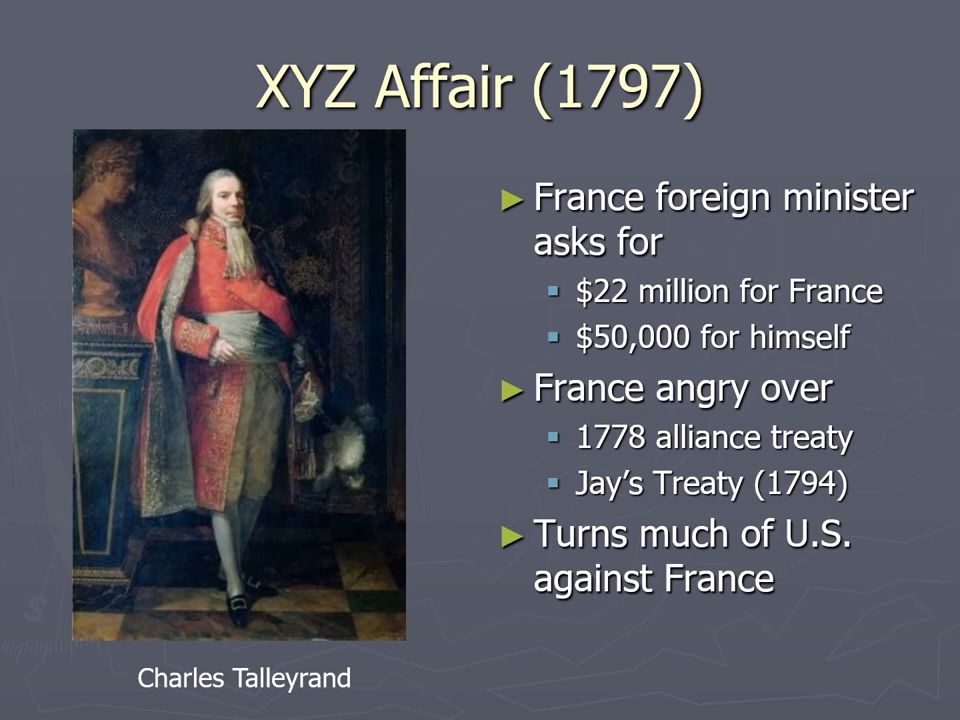 XYZ Affair (1797)
► France foreign minister
asks for
▪ $22 million for France
▪ $50,000 for himself
► France angry over
▪ 1778 alliance treaty
▪ Jay’s Treaty (1794)
► Turns much of U.S.
against France
Charles Talleyrand